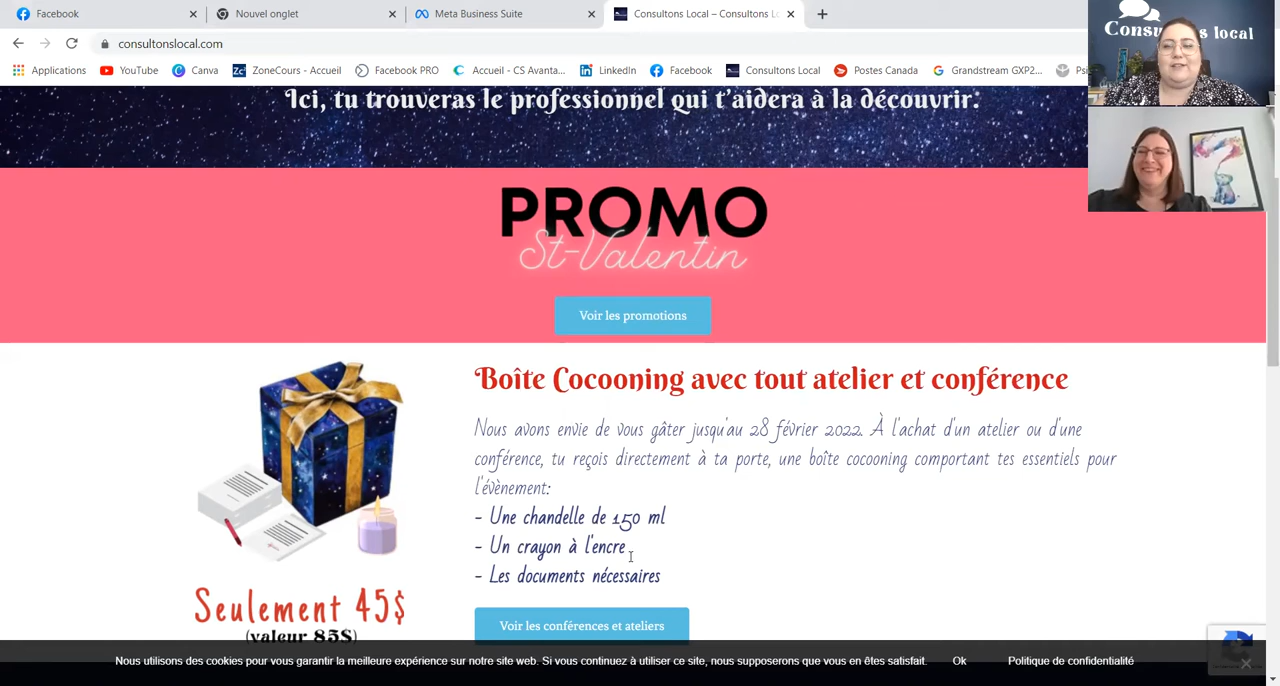 Facebook
Nouvel onglet
Meta Business Suite
Consultons Local – Consultons Lo
consultonslocal.com
Applications
YouTube
Canva
Zc
ZoneCours - Accueil
Facebook PRO
Accueil - CS Avanta...
LinkedIn
Facebook
Consultons Local
Postes Canada
Grandstream GXP2...
Psi
Consultons local
Ici, tu trouveras le professionnel qui t'aidera à la découvrir.
PROMO
St-Valentin
Voir les promotions
Boîte Cocooning avec tout atelier et conférence
Nous avons envie de vous gâter jusqu'au 28 février 2022. À l'achat d'un atelier ou d'une
conférence, tu reçois directement à ta porte, une boîte cocooning comportant tes essentiels pour
l'évènement:
- Une chandelle de 150 ml
- Un crayon à l'encre
- Les documents nécessaires
Seulement 45$
(valeur 85$)
Voir les conférences et ateliers
Nous utilisons des cookies pour vous garantir la meilleure expérience sur notre site web. Si vous continuez à utiliser ce site, nous supposerons que vous en êtes satisfait.
Ok
Politique de confidentialité